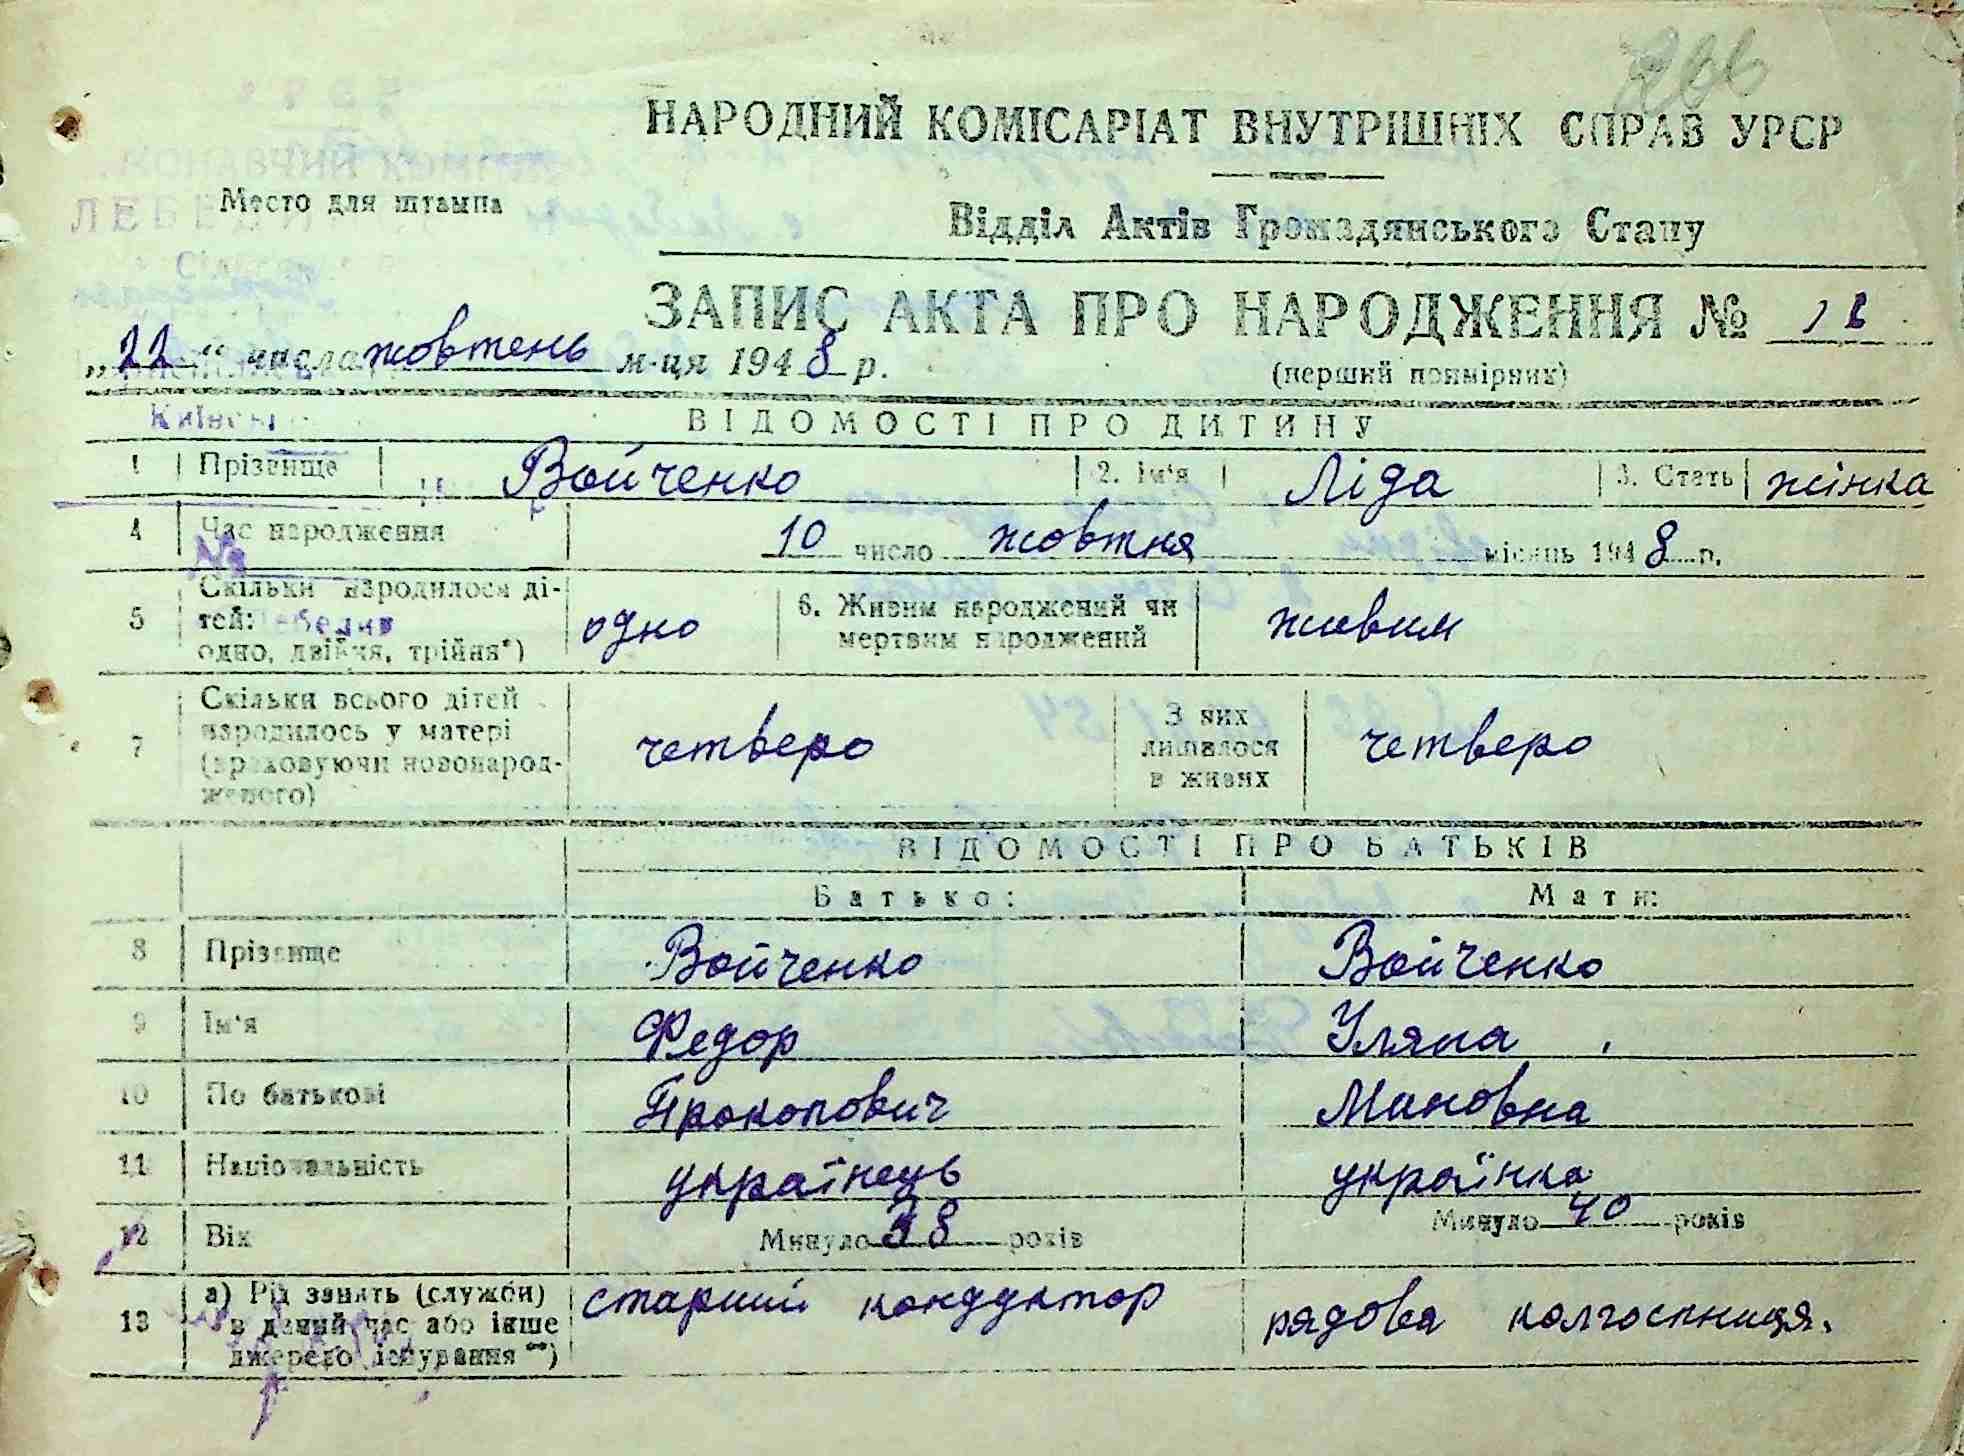 НАРОДНИЙ КОМІСАРІАТ ВНУТРІШНІХ СПРАВ УРСР
Место для штампа
Відділ Актів Громадянського Стану
ЗАПИС АКТА ПРО НАРОДЖЕННЯ №
„22“ числа жовтень м-ця 1948 р.
(перший примірник)
Київсь
ВІДОМОСТІ ПРО ДИТИНУ
1 Прізвище Войченко 2. Ім'я Ліда 3. Стать жінка
4 Час народження 10 число жовтня місяць 1948 р.
№
5 Скільки народилося дітей: одно, двійня, трійня*) одно 6. Живим народжений чи мертвим народжений живим
7 Скільки всього дітей народилось у матері (враховуючи новонародженого) четверо З них лишилося в живих четверо
ВІДОМОСТІ ПРО БАТЬКІВ
Батько: Мати:
8 Прізвище Войченко Войченко
9 Ім'я Федор Уляна
10 По батькові Прокопович Мановна
11 Національність українець українка
12 Вік Минуло 38 років Минуло 40 років
13 а) Рід занять (служби) в даний час або інше джерело існування **) старший кондуктор рядова колгоспниця.